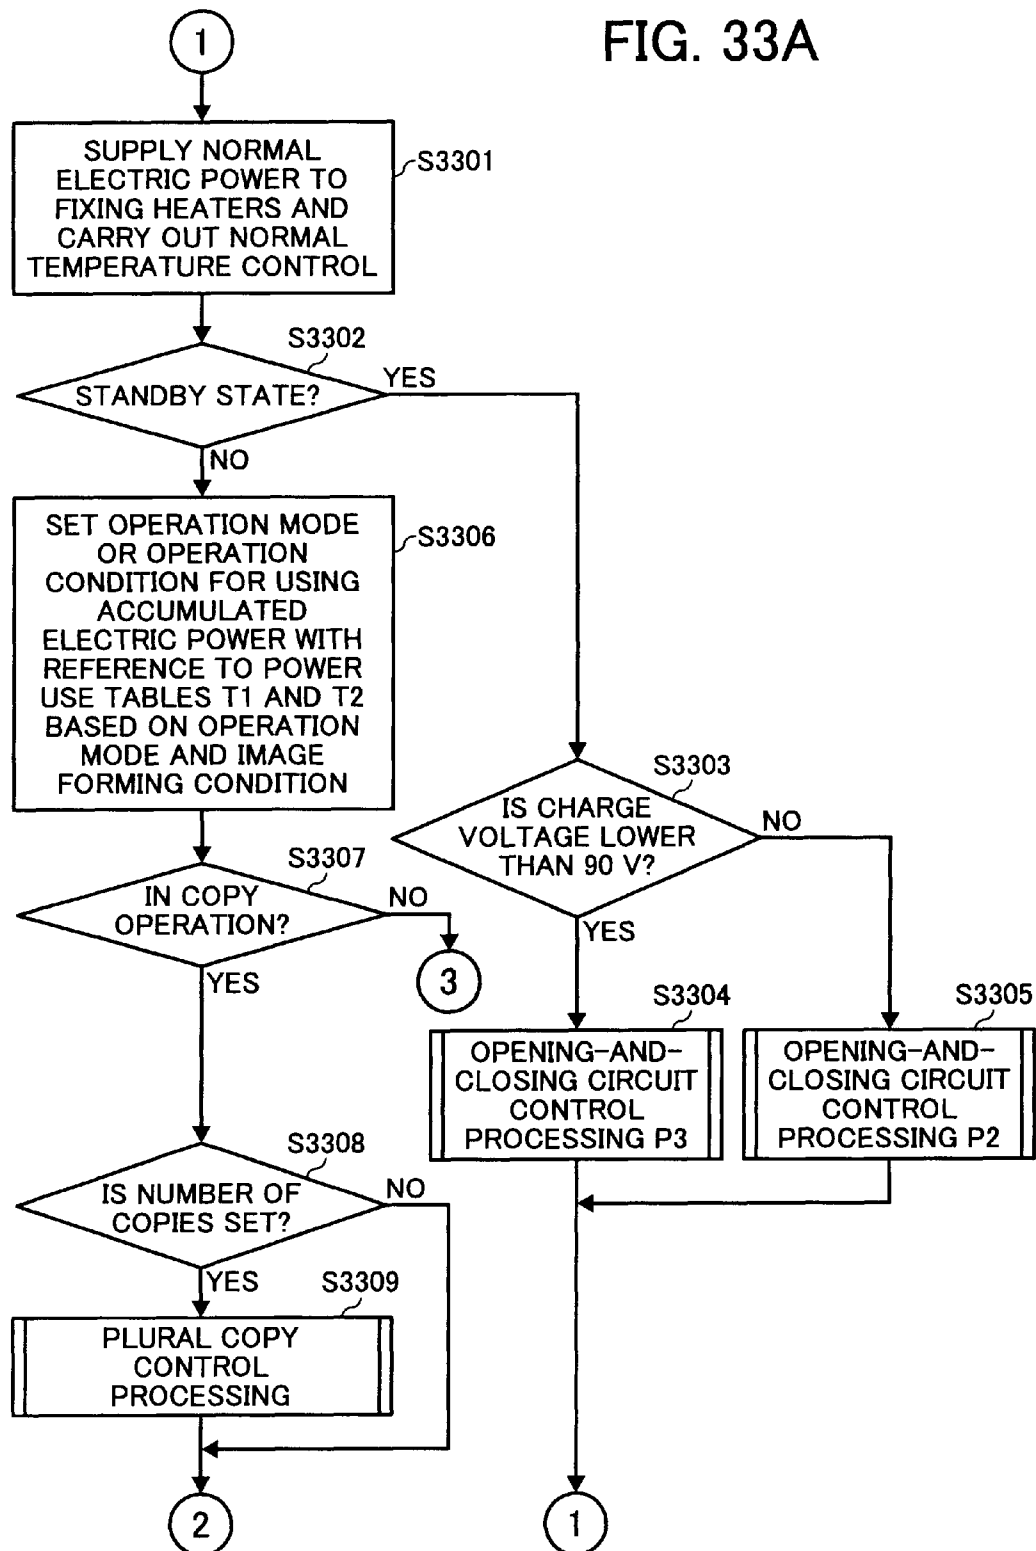 FIG. 33A
1
SUPPLY NORMAL
ELECTRIC POWER TO
FIXING HEATERS AND
CARRY OUT NORMAL
TEMPERATURE CONTROL
S3301
S3302
STANDBY STATE?
YES
NO
SET OPERATION MODE
OR OPERATION
CONDITION FOR USING
ACCUMULATED
ELECTRIC POWER WITH
REFERENCE TO POWER
USE TABLES T1 AND T2
BASED ON OPERATION
MODE AND IMAGE
FORMING CONDITION
S3306
S3303
IS CHARGE
VOLTAGE LOWER
THAN 90 V?
NO
YES
S3307
IN COPY
OPERATION?
NO
3
YES
S3304
OPENING-AND-
CLOSING CIRCUIT
CONTROL
PROCESSING P3
S3305
OPENING-AND-
CLOSING CIRCUIT
CONTROL
PROCESSING P2
S3308
IS NUMBER OF
COPIES SET?
NO
YES
S3309
PLURAL COPY
CONTROL
PROCESSING
2
1